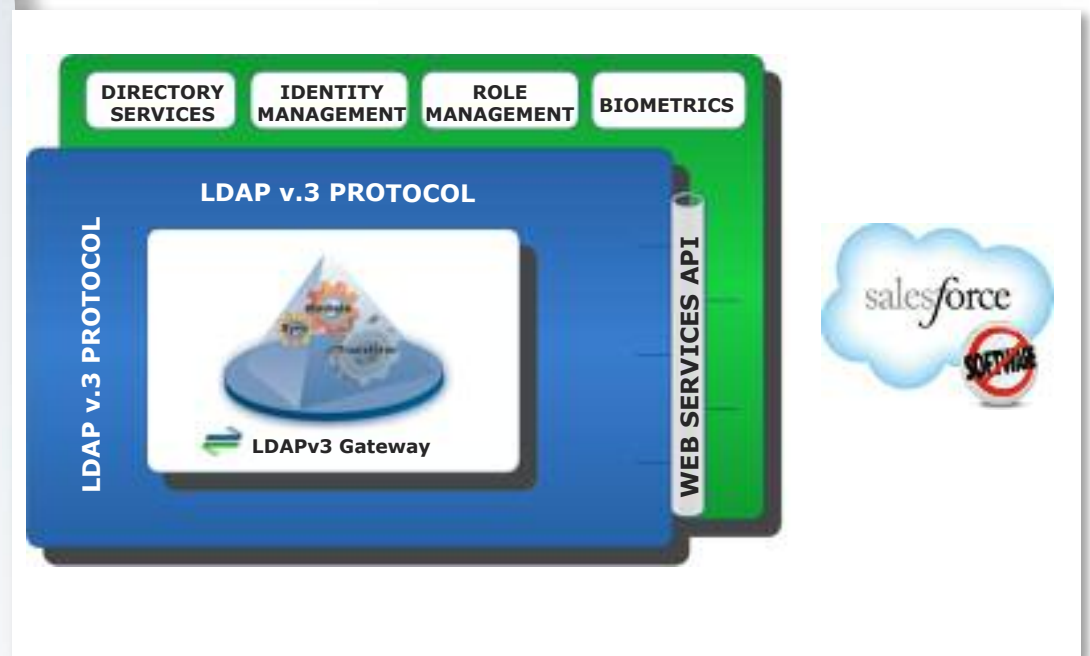 DIRECTORY
SERVICES
IDENTITY
MANAGEMENT
ROLE
MANAGEMENT
BIOMETRICS
LDAP v.3 PROTOCOL
LDAP v.3 PROTOCOL
LDAPv3 Gateway
WEB SERVICES API
salesforce
SOFTWARE